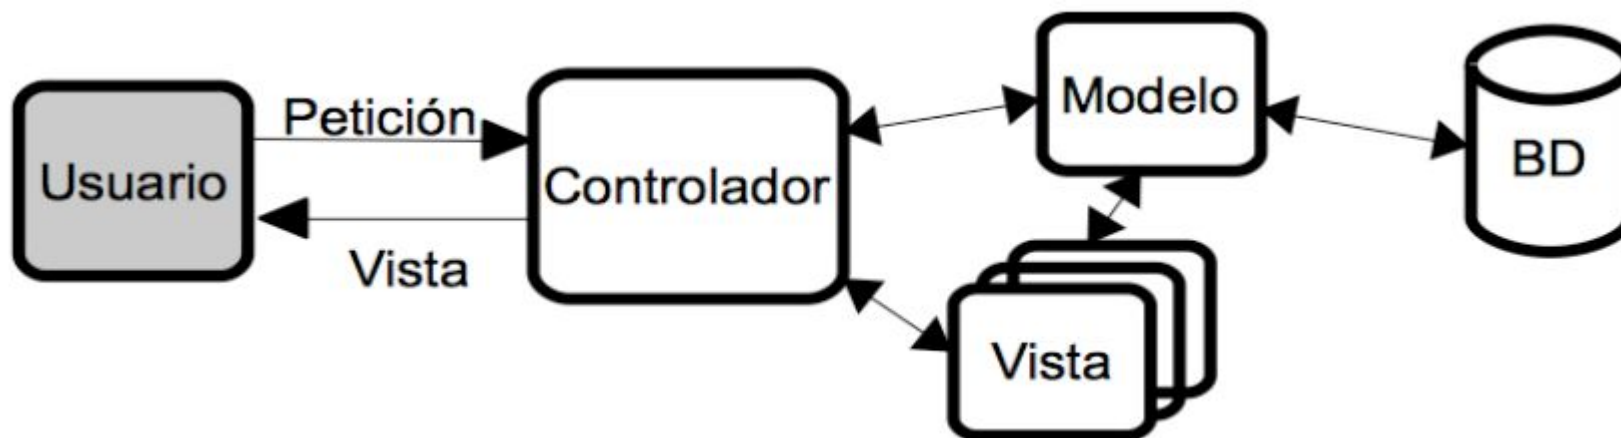 Usuario
Petición
Vista
Controlador
Modelo
BD
Vista